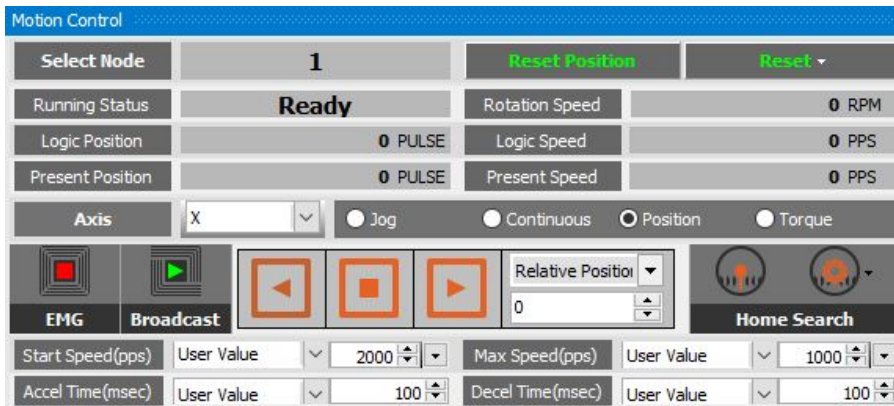 Motion Control
Select Node 1 Reset Position Reset
Running Status Ready Rotation Speed 0 RPM
Logic Position 0 PULSE Logic Speed 0 PPS
Present Position 0 PULSE Present Speed 0 PPS
Axis X Jog Continuous Position Torque
Relative Position
0
EMG Broadcast Home Search
Start Speed(pps) User Value 2000 Max Speed(pps) User Value 1000
Accel Time(msec) User Value 100 Decel Time(msec) User Value 100